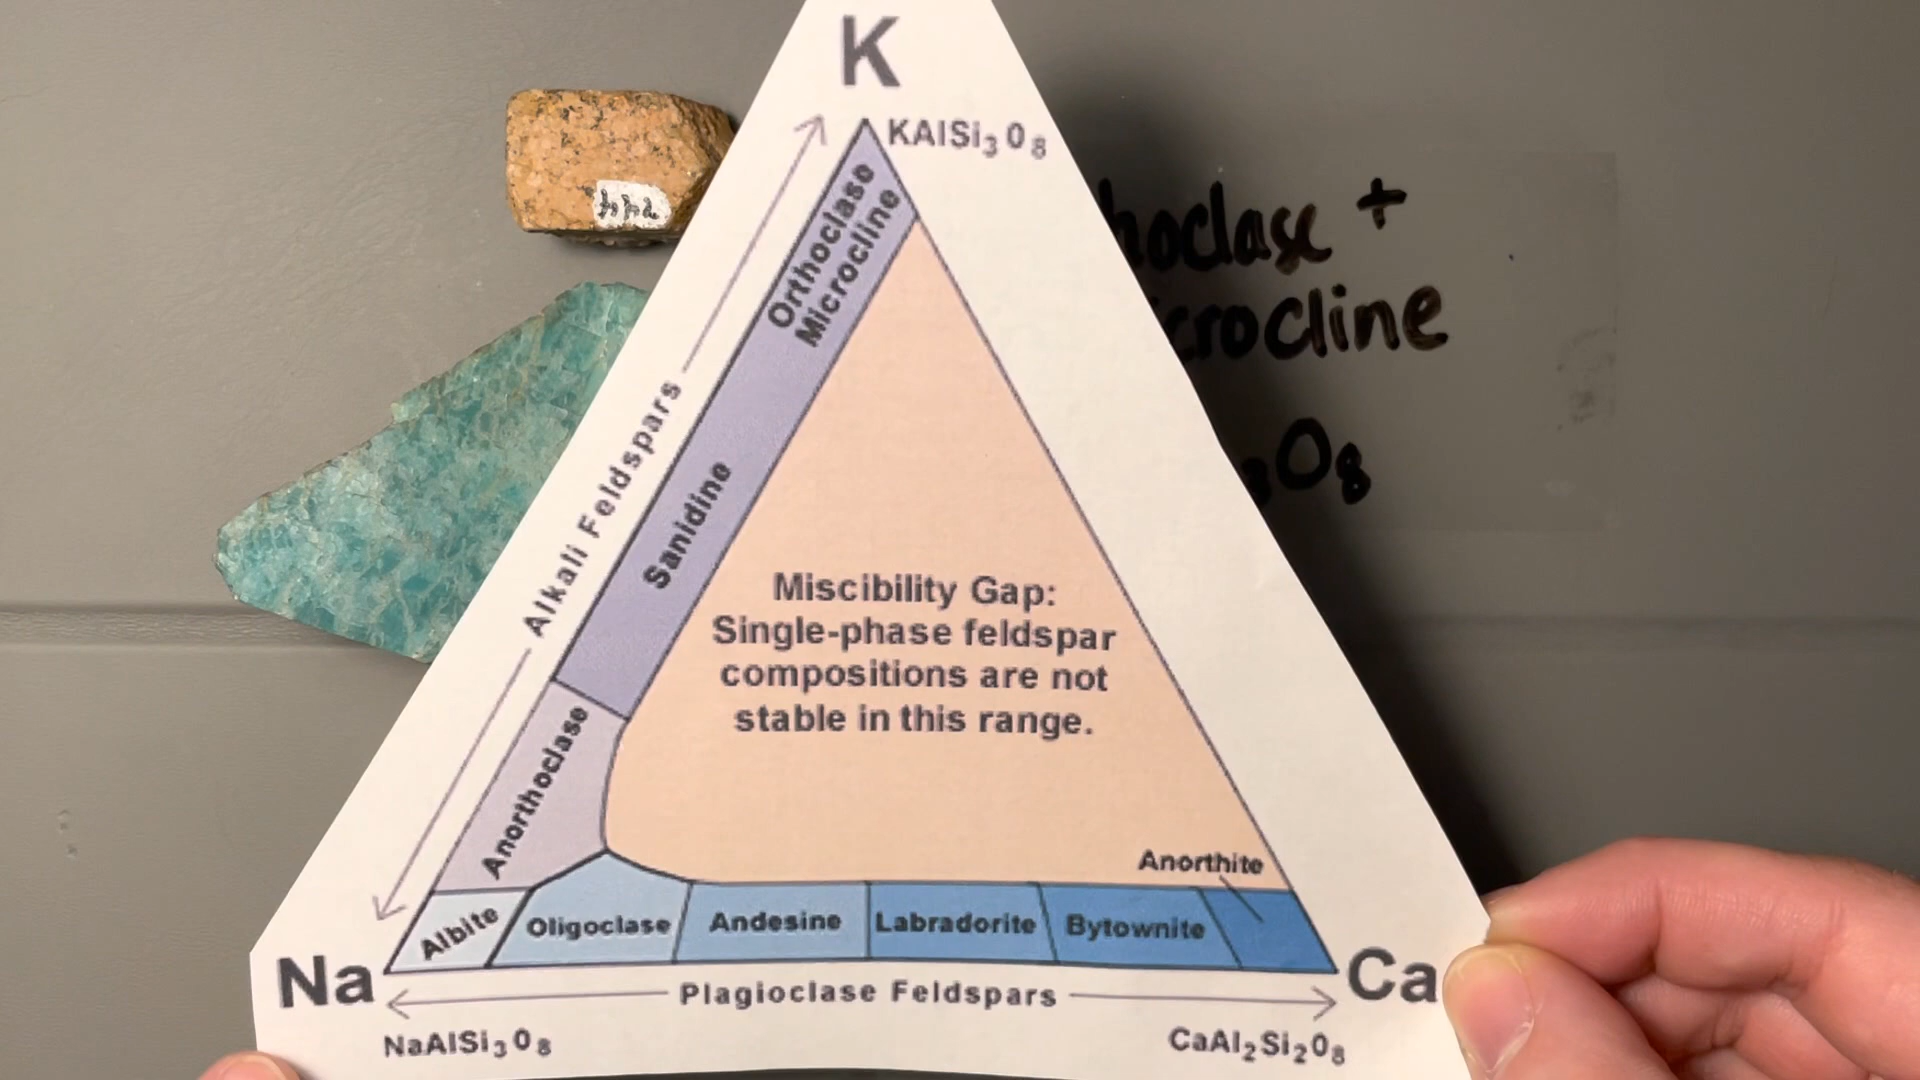 K
KAlSi₃O₈
Orthoclase
Microcline
Alkali Feldspars
Sanidine
Anorthoclase
Miscibility Gap:
Single-phase feldspar
compositions are not
stable in this range.
Anorthite
Albite
Oligoclase
Andesine
Labradorite
Bytownite
Na
Ca
Plagioclase Feldspars
NaAlSi₃O₈
CaAl₂Si₂O₈
hoclase +
crocline
₃O₈